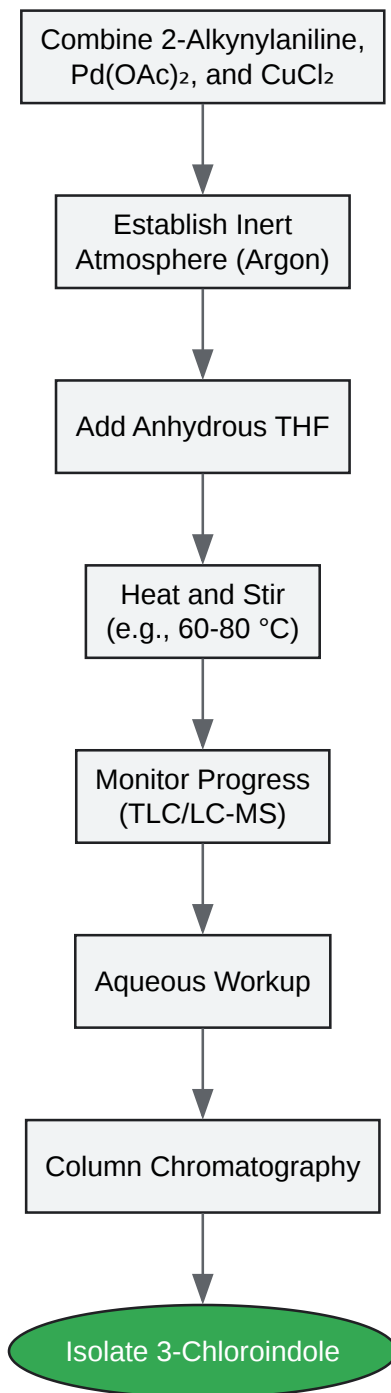 Combine 2-Alkynylaniline,
Pd(OAc)₂, and CuCl₂
Establish Inert
Atmosphere (Argon)
Add Anhydrous THF
Heat and Stir
(e.g., 60-80 °C)
Monitor Progress
(TLC/LC-MS)
Aqueous Workup
Column Chromatography
Isolate 3-Chloroindole